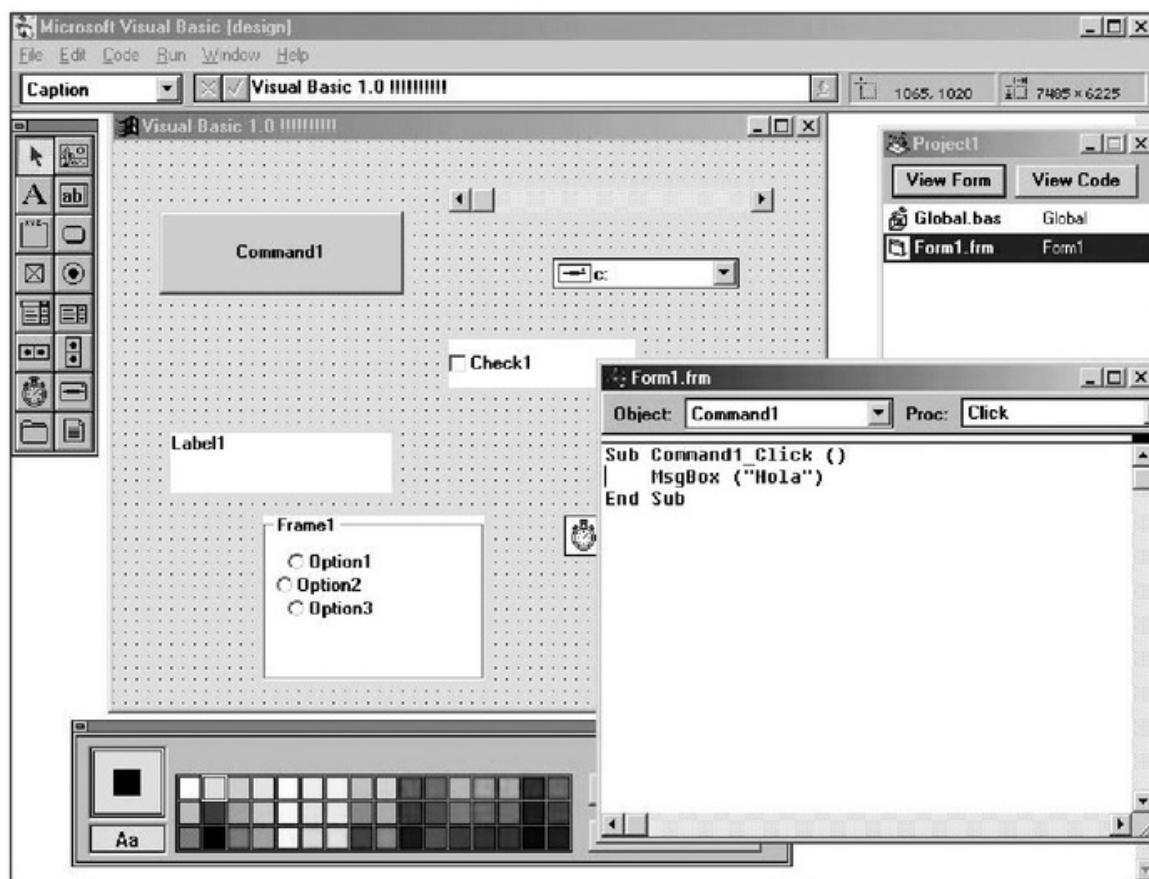 Microsoft Visual Basic [design]
File Edit Code Run Window Help
Caption Visual Basic 1.0 !!!!!!!!!! 1065, 1020 7485 × 6225
Visual Basic 1.0 !!!!!!!!!!
Project1
View Form View Code
Global.bas Global
Form1.frm Form1
A ab
XYZ
Command1
c:
Check1
Label1
Frame1
Option1
Option2
Option3
Form1.frm
Object: Command1 Proc: Click
Sub Command1_Click ()
MsgBox ("Hola")
End Sub
Aa